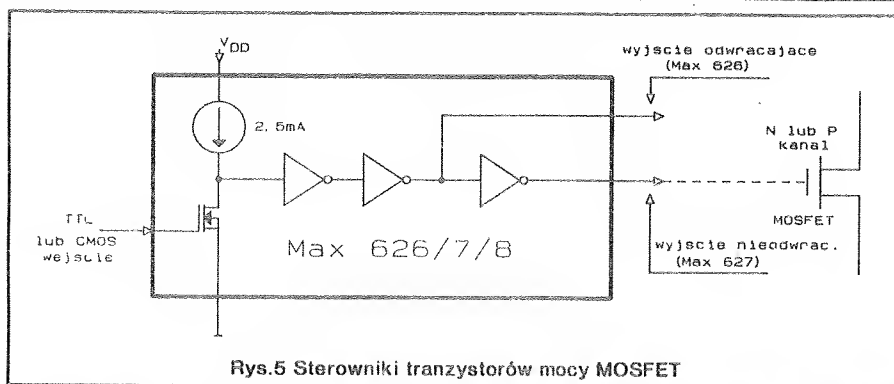 VDD
2.5mA
TTL
lub CMOS
wejscie
Max 626/7/8
wyjscie odwracajace
(Max 626)
N lub P
kanal
MOSFET
wyjscie nieodwrac.
(Max 627)
Rys.5 Sterowniki tranzystorów mocy MOSFET